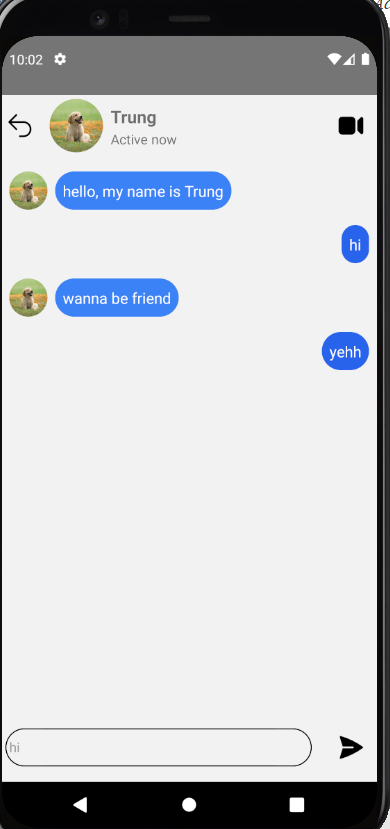 10:02
Trung
Active now
hello, my name is Trung
hi
wanna be friend
yehh
hi